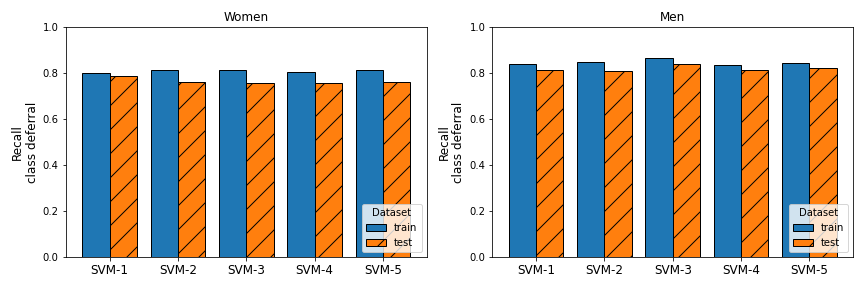 Women
1.0
0.8
0.6
0.4
0.2
0.0
Recall
class deferral
SVM-1 SVM-2 SVM-3 SVM-4 SVM-5
Dataset
train
test
Men
1.0
0.8
0.6
0.4
0.2
0.0
Recall
class deferral
SVM-1 SVM-2 SVM-3 SVM-4 SVM-5
Dataset
train
test